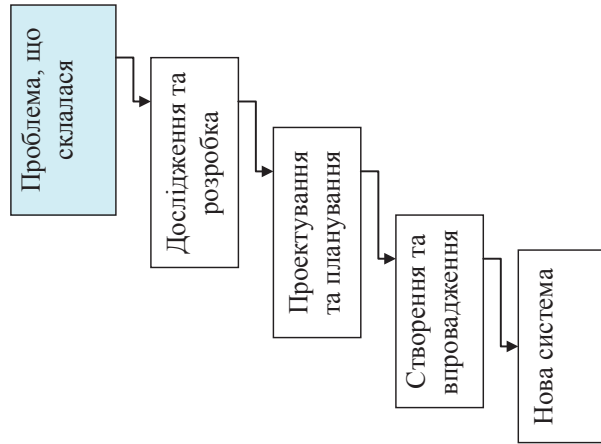 Проблема, що
склалася
Дослідження та
розробка
Проектування
та планування
Створення та
впровадження
Нова система